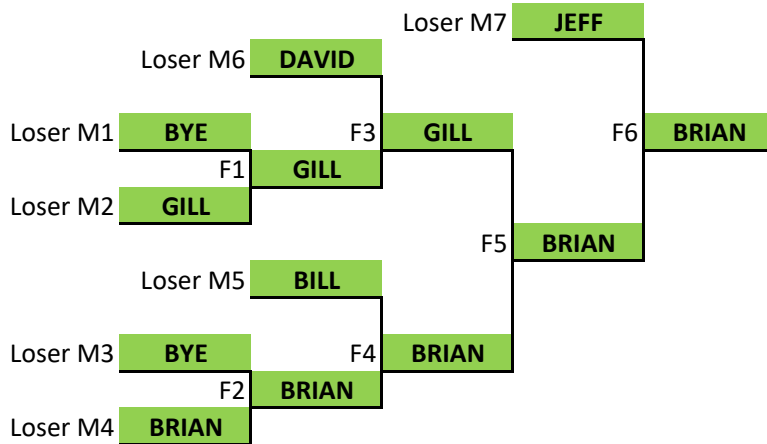 Loser M7 JEFF
Loser M6 DAVID
Loser M1 BYE F3 GILL F6 BRIAN
F1 GILL
Loser M2 GILL
F5 BRIAN
Loser M5 BILL
Loser M3 BYE F4 BRIAN
F2 BRIAN
Loser M4 BRIAN